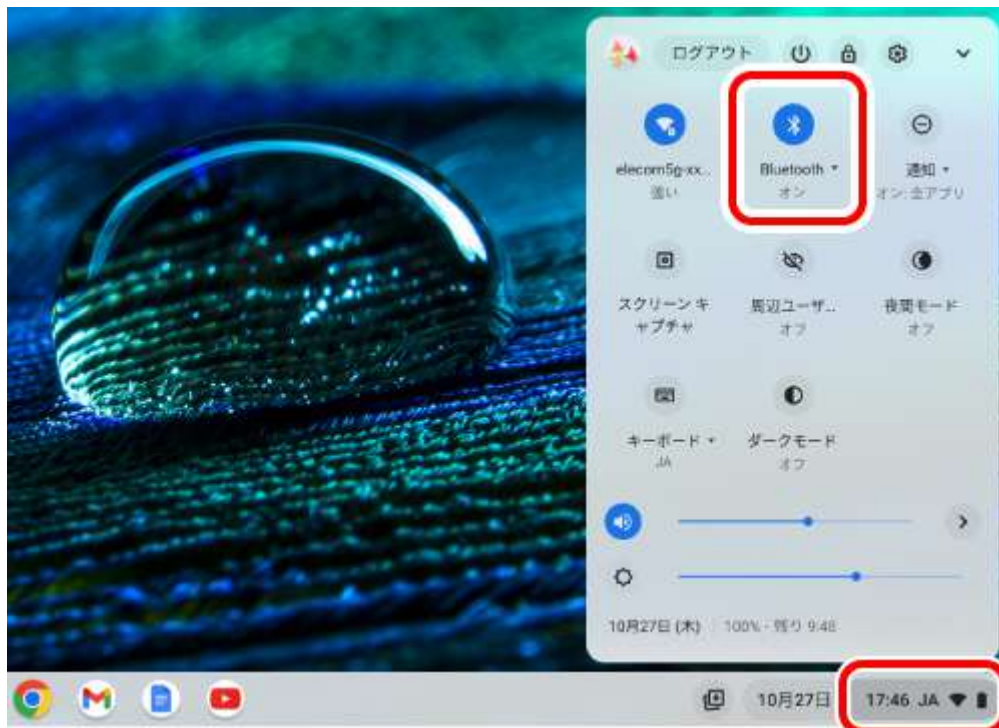 ログアウト
elecom5g-xx..
強い
Bluetooth
オン
通知
オン: 全アプリ
スクリーン キ
ャプチャ
周辺ユーザ...
オフ
夜間モード
オフ
キーボード
JA
ダークモード
オフ
10月27日 (木)
100% - 残り 9:48
10月27日
17:46 JA